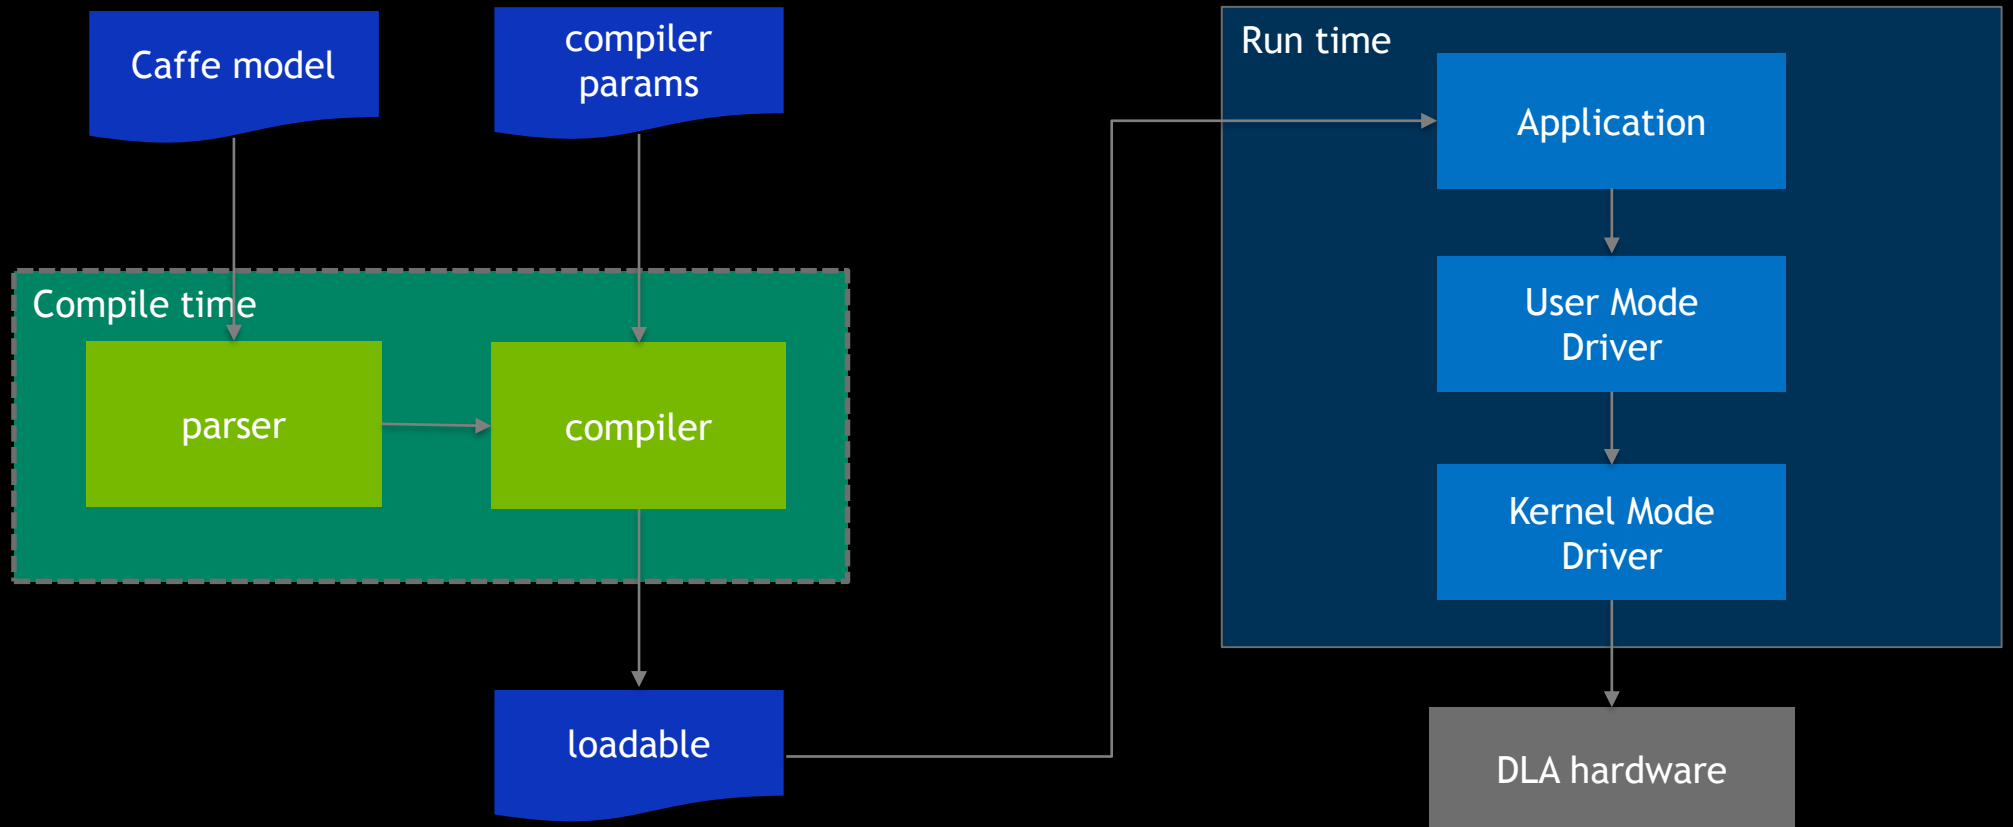 Caffe model
compiler
params
Compile time
parser
compiler
loadable
Run time
Application
User Mode
Driver
Kernel Mode
Driver
DLA hardware